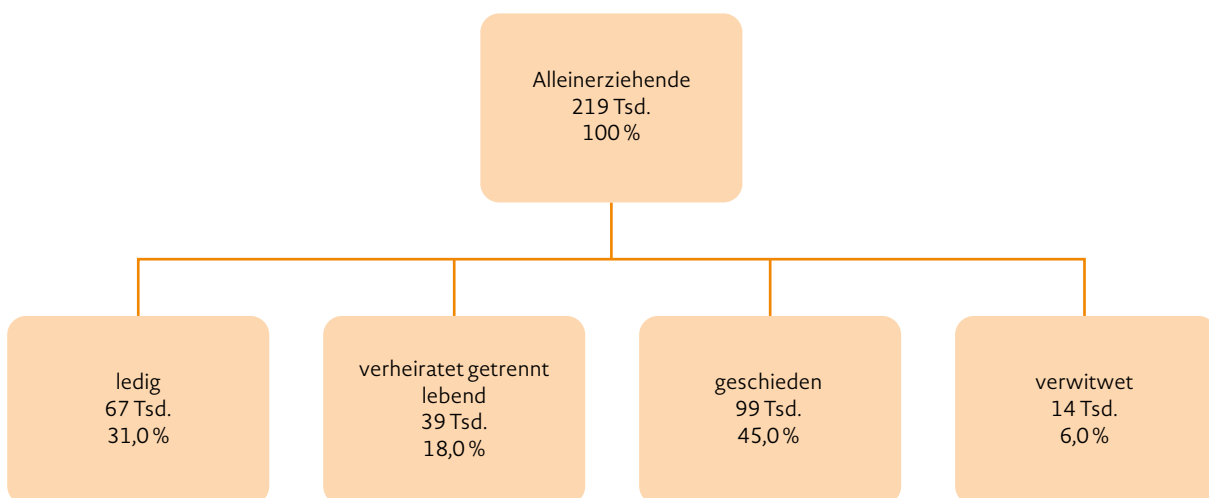 Alleinerziehende
219 Tsd.
100 %
ledig
67 Tsd.
31,0 %
verheiratet getrennt
lebend
39 Tsd.
18,0 %
geschieden
99 Tsd.
45,0 %
verwitwet
14 Tsd.
6,0 %